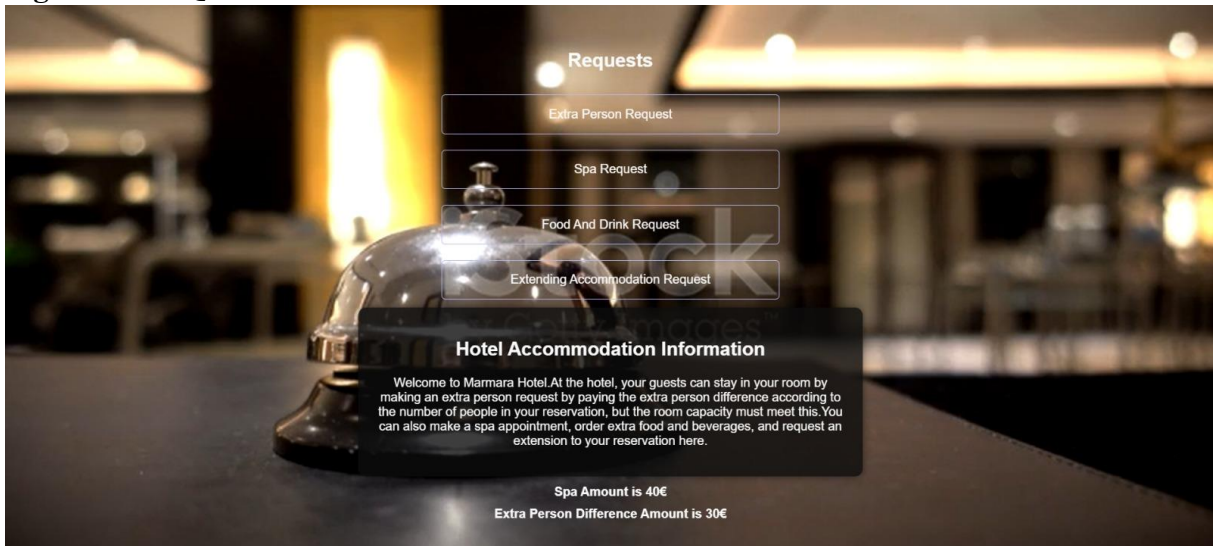 Requests
Extra Person Request
Spa Request
Food And Drink Request
iStock
Extending Accommodation Request
by Getty Images™
Hotel Accommodation Information
Welcome to Marmara Hotel.At the hotel, your guests can stay in your room by
making an extra person request by paying the extra person difference according to
the number of people in your reservation, but the room capacity must meet this.You
can also make a spa appointment, order extra food and beverages, and request an
extension to your reservation here.
Spa Amount is 40€
Extra Person Difference Amount is 30€